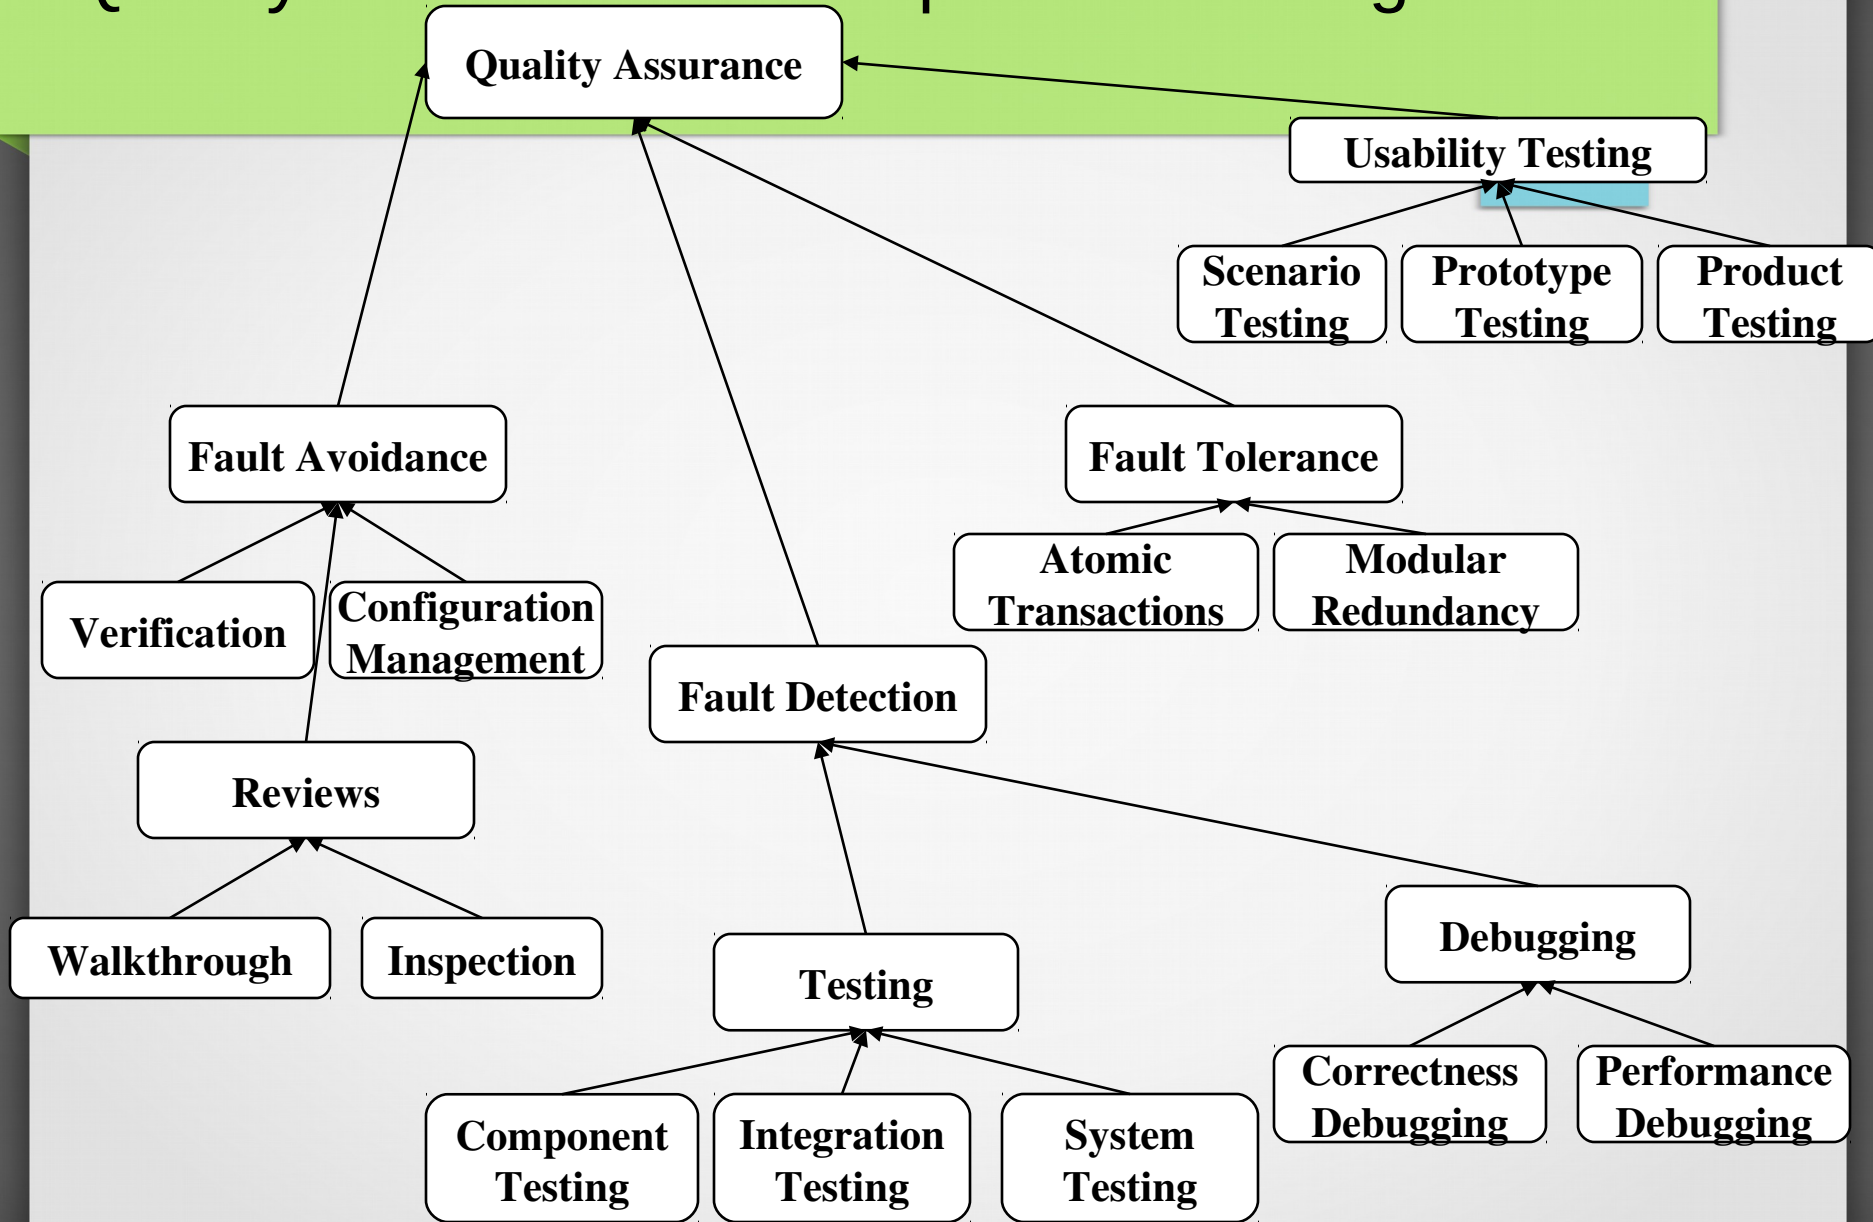 Quality Assurance
Usability Testing
Scenario
Testing
Prototype
Testing
Product
Testing
Fault Avoidance
Fault Tolerance
Atomic
Transactions
Modular
Redundancy
Verification
Configuration
Management
Fault Detection
Reviews
Walkthrough
Inspection
Testing
Debugging
Component
Testing
Integration
Testing
System
Testing
Correctness
Debugging
Performance
Debugging